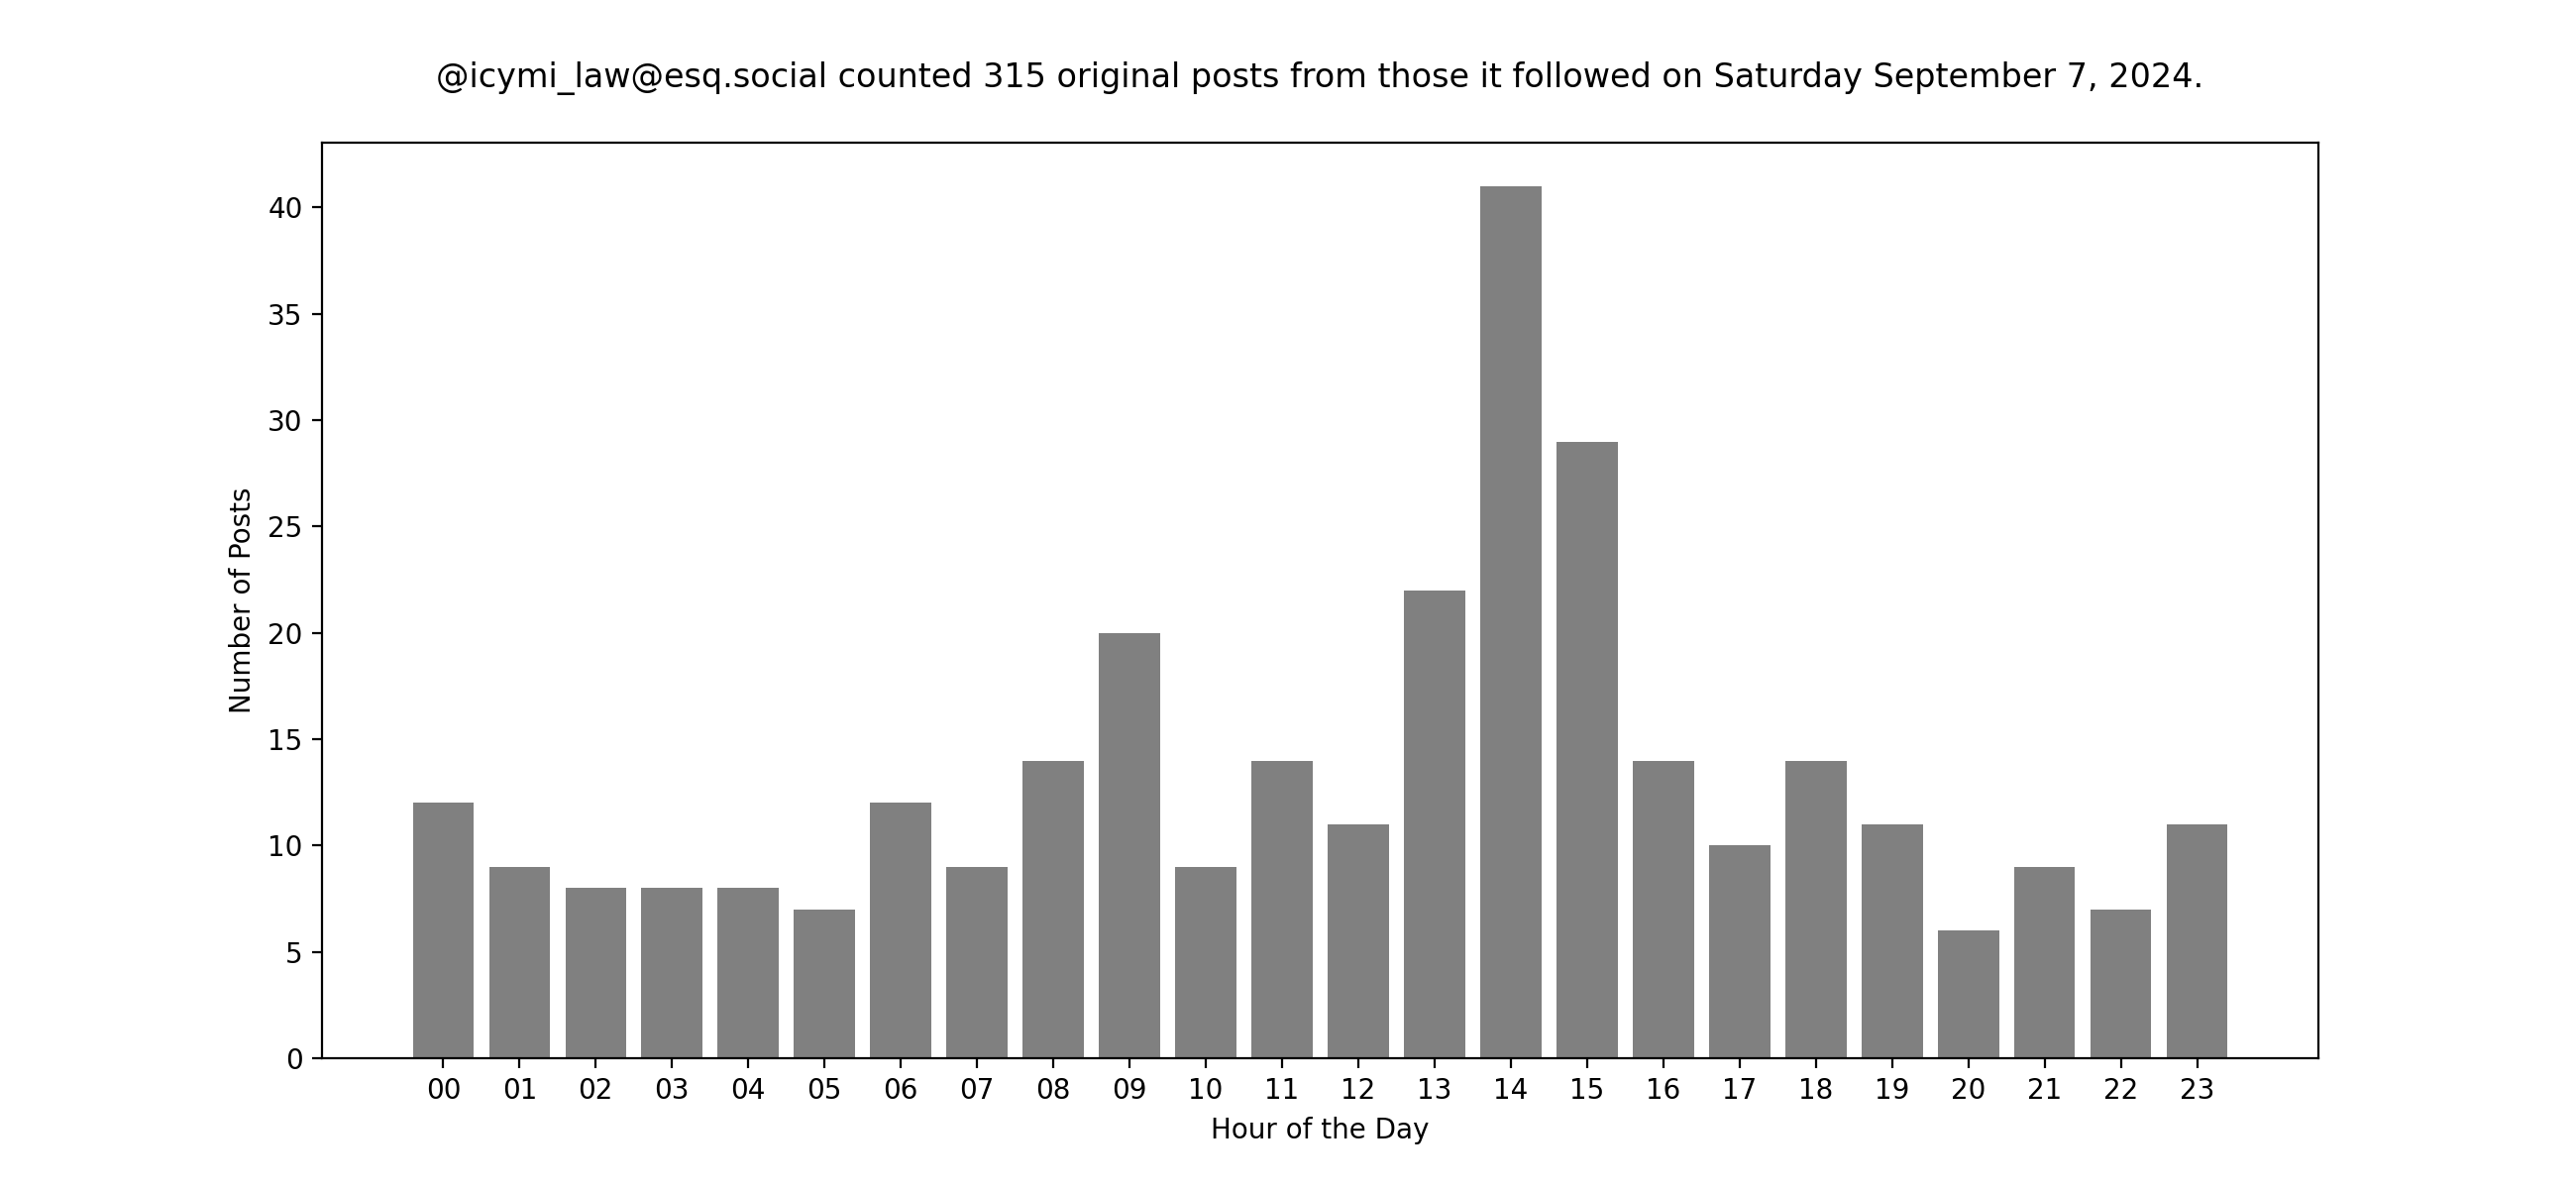 @icymi_law@esq.social counted 315 original posts from those it followed on Saturday September 7, 2024.
40
35
30
25
20
15
10
5
0
Number of Posts
00 01 02 03 04 05 06 07 08 09 10 11 12 13 14 15 16 17 18 19 20 21 22 23
Hour of the Day